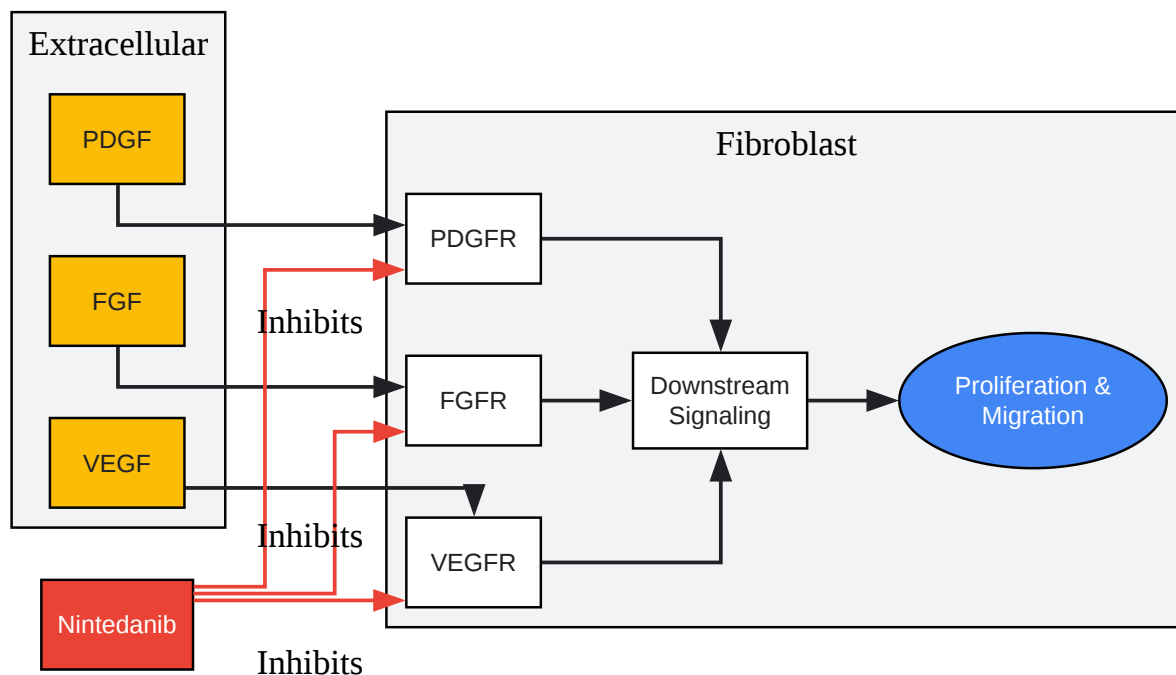 Extracellular
PDGF
Fibroblast
PDGFR
FGF
Inhibits
FGFR
Downstream
Signaling
Proliferation &
Migration
VEGF
Inhibits
VEGFR
Nintedanib
Inhibits